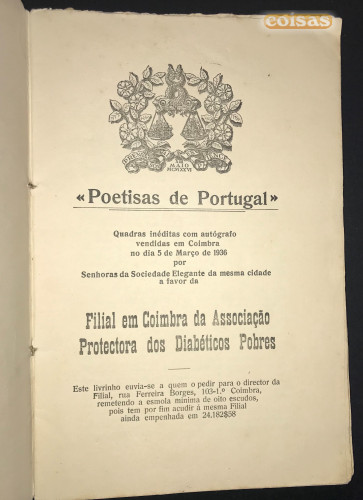 coisas
MAIO
MCMXXVI
«Poetisas de Portugal»
Quadras inéditas com autógrafo
vendidas em Coimbra
no dia 5 de Março de 1936
por
Senhoras da Sociedade Elegante da mesma cidade
a favor da
Filial em Coimbra da Associação
Protectora dos Diabéticos Pobres
Este livrinho envia-se a quem o pedir para o director da
Filial, rua Ferreira Borges, 103-1.º Coimbra,
remetendo a esmola mínima de oito escudos,
pois tem por fim acudir à mesma Filial
ainda empenhada em 24.182$58